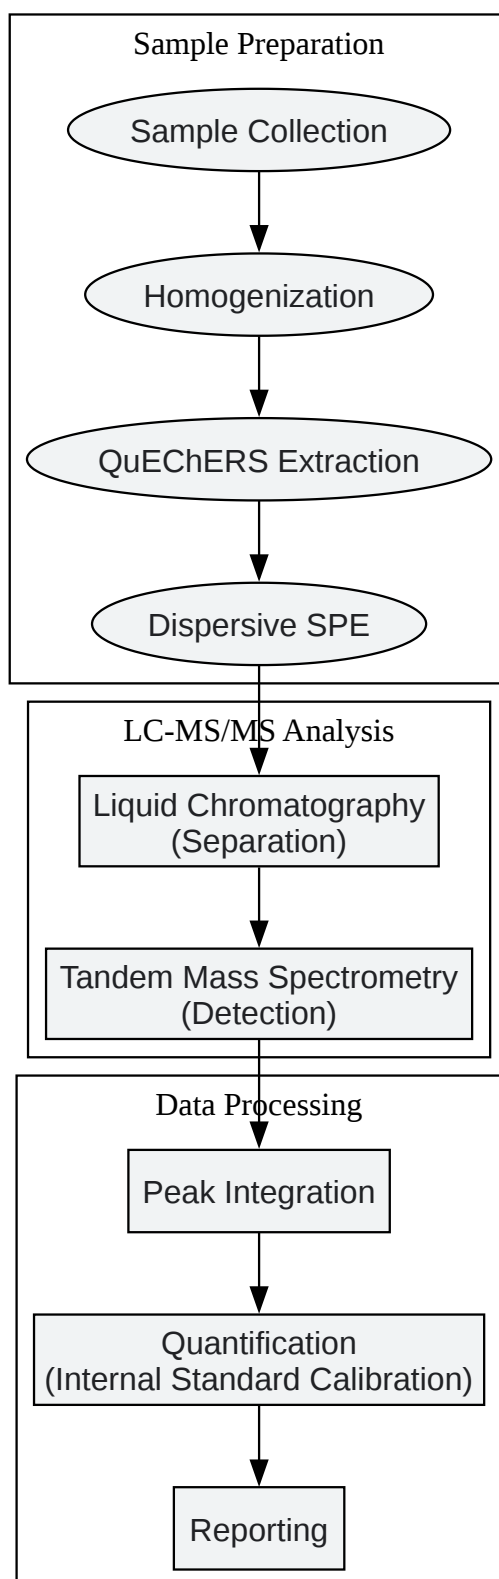 Sample Preparation
Sample Collection
Homogenization
QuEChERS Extraction
Dispersive SPE
LC-MS/MS Analysis
Liquid Chromatography
(Separation)
Tandem Mass Spectrometry
(Detection)
Data Processing
Peak Integration
Quantification
(Internal Standard Calibration)
Reporting